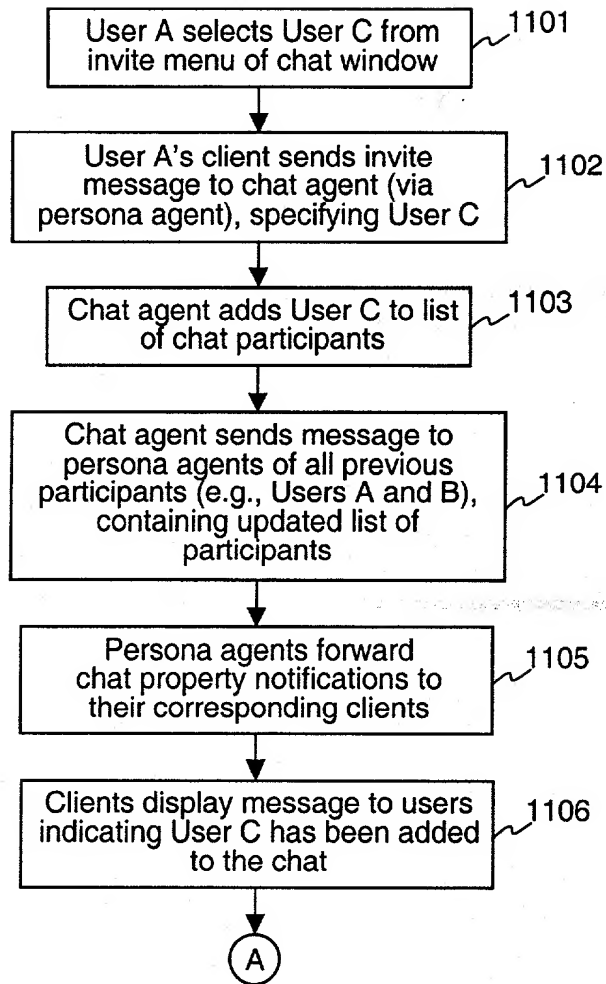 User A selects User C from
invite menu of chat window
1101
User A's client sends invite
message to chat agent (via
persona agent), specifying User C
1102
Chat agent adds User C to list
of chat participants
1103
Chat agent sends message to
persona agents of all previous
participants (e.g., Users A and B),
containing updated list of
participants
1104
Persona agents forward
chat property notifications to
their corresponding clients
1105
Clients display message to users
indicating User C has been added
to the chat
1106
A